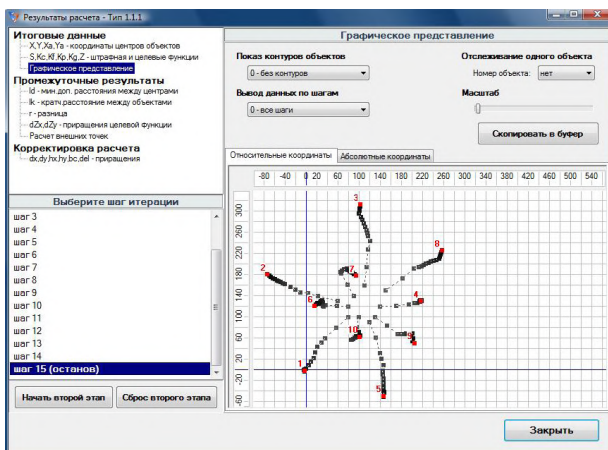 Результаты расчета - Тип 1.1.1
Итоговые данные
X,Y,Xa,Ya - координаты центров объектов
S,Kc,Kf,Kp,Kg,Z - штрафная и целевые функции
Графическое представление
Промежуточные результаты
ld - мин.доп. расстояния между центрами
lk - кратч.расстояние между объектами
r - разница
dZx,dZy - приращения целевой функции
Расчет внешних точек
Корректировка расчета
dx,dy,hx,hy,bc,del - приращения
Выберите шаг итерации
шаг 3
шаг 4
шаг 5
шаг 6
шаг 7
шаг 8
шаг 9
шаг 10
шаг 11
шаг 12
шаг 13
шаг 14
шаг 15 (останов)
Начать второй этап
Сброс второго этапа
Графическое представление
Показ контуров объектов
0 - без контуров
Вывод данных по шагам
0 - все шаги
Отслеживание одного объекта
Номер объекта: нет
Масштаб
Скопировать в буфер
Относительные координаты
Абсолютные координаты
-80 -40 0 20 60 100 140 180 220 260 300 340 380 420 460 500 540
300
260
220
180
140
100
60
20
-20
-60
3
8
2
7
6
4
10
9
1
5
Закрыть